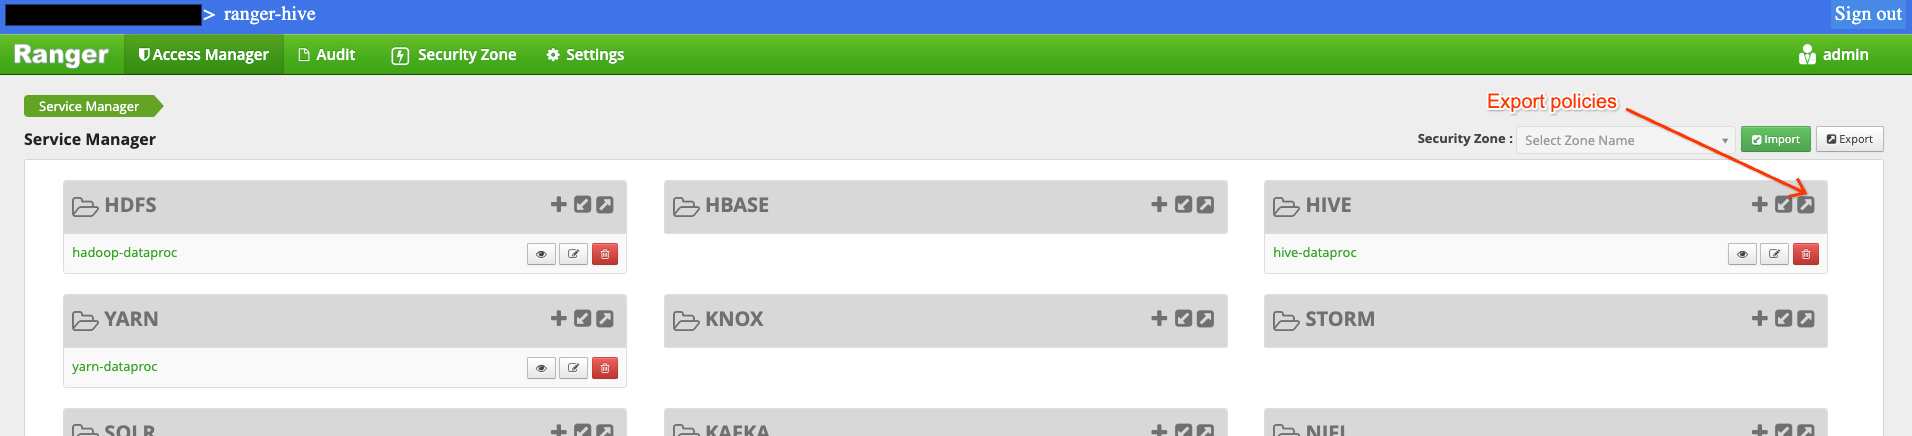 > ranger-hive
Sign out
Ranger
Access Manager
Audit
Security Zone
Settings
admin
Service Manager
Export policies
Service Manager
Security Zone :
Select Zone Name
Import
Export
HDFS
HBASE
HIVE
hadoop-dataproc
hive-dataproc
YARN
KNOX
STORM
yarn-dataproc
SOLR
KAFKA
NIFI